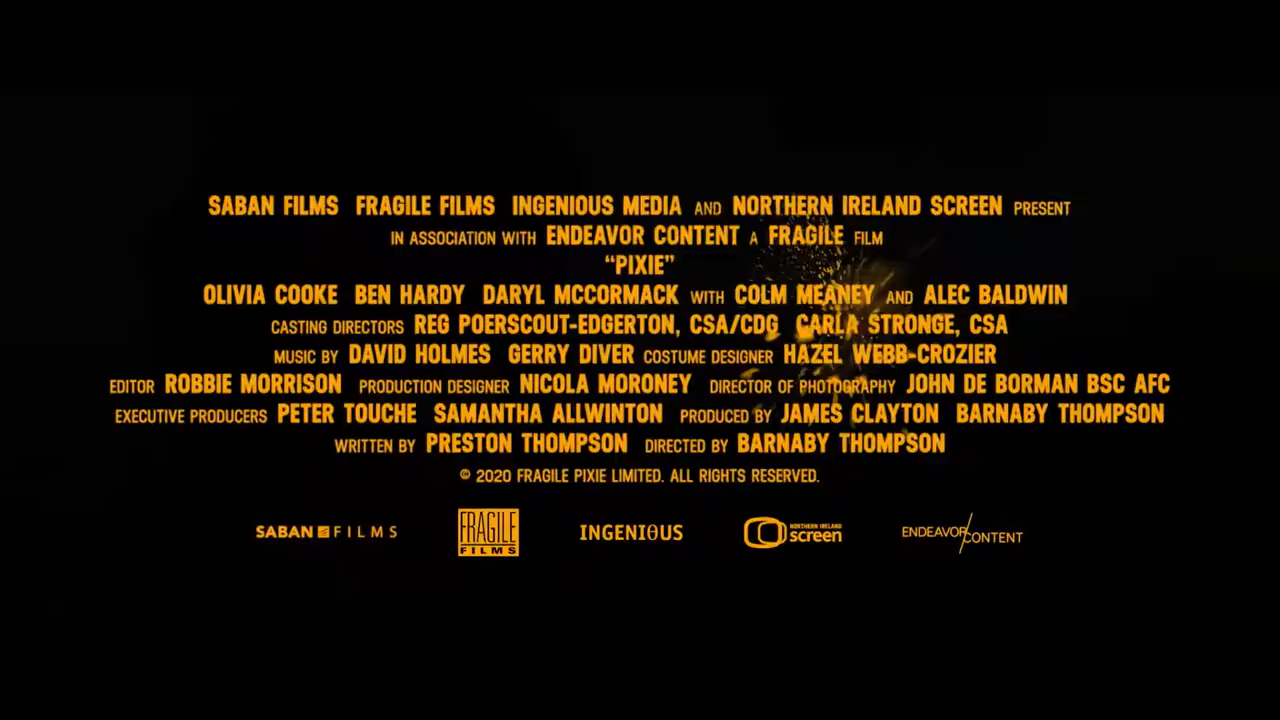 SABAN FILMS FRAGILE FILMS INGENIOUS MEDIA AND NORTHERN IRELAND SCREEN PRESENT
IN ASSOCIATION WITH ENDEAVOR CONTENT A FRAGILE FILM
“PIXIE”
OLIVIA COOKE BEN HARDY DARYL MCCORMACK WITH COLM MEANEY AND ALEC BALDWIN
CASTING DIRECTORS REG POERSCOUT-EDGERTON, CSA/CDG CARLA STRONGE, CSA
MUSIC BY DAVID HOLMES GERRY DIVER COSTUME DESIGNER HAZEL WEBB-CROZIER
EDITOR ROBBIE MORRISON PRODUCTION DESIGNER NICOLA MORONEY DIRECTOR OF PHOTOGRAPHY JOHN DE BORMAN BSC AFC
EXECUTIVE PRODUCERS PETER TOUCHE SAMANTHA ALLWINTON PRODUCED BY JAMES CLAYTON BARNABY THOMPSON
WRITTEN BY PRESTON THOMPSON DIRECTED BY BARNABY THOMPSON
© 2020 FRAGILE PIXIE LIMITED. ALL RIGHTS RESERVED.
SABAN FILMS
FRAGILE
FILMS
INGENIOUS
NORTHERN IRELAND
screen
ENDEAVOR CONTENT